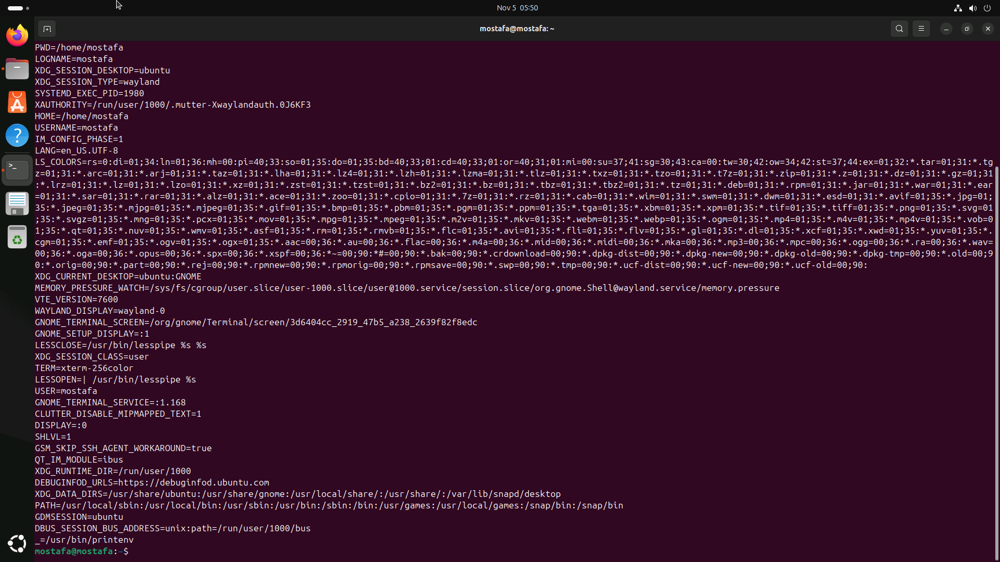 Nov 5 05:50
mostafa@mostafa: ~
PWD=/home/mostafa
LOGNAME=mostafa
XDG_SESSION_DESKTOP=ubuntu
XDG_SESSION_TYPE=wayland
SYSTEMD_EXEC_PID=1980
XAUTHORITY=/run/user/1000/.mutter-Xwaylandauth.0J6KF3
HOME=/home/mostafa
USERNAME=mostafa
IM_CONFIG_PHASE=1
LANG=en_US.UTF-8
LS_COLORS=rs=0:di=01;34:ln=01;36:mh=00:pi=40;33:so=01;35:do=01;35:bd=40;33;01:cd=40;33;01:or=40;31;01:mi=00:su=37;41:sg=30;43:ca=00:tw=30;42:ow=34;42:st=37;44:ex=01;32:*.tar=01;31:*.tg
z=01;31:*.arc=01;31:*.arj=01;31:*.taz=01;31:*.lha=01;31:*.lz4=01;31:*.lzh=01;31:*.lzma=01;31:*.tlz=01;31:*.txz=01;31:*.tzo=01;31:*.t7z=01;31:*.zip=01;31:*.z=01;31:*.dz=01;31:*.gz=01;31
:*.lrz=01;31:*.lz=01;31:*.lzo=01;31:*.xz=01;31:*.zst=01;31:*.tzst=01;31:*.bz2=01;31:*.bz=01;31:*.tbz=01;31:*.tbz2=01;31:*.tz=01;31:*.deb=01;31:*.rpm=01;31:*.jar=01;31:*.war=01;31:*.ear
=01;31:*.sar=01;31:*.rar=01;31:*.alz=01;31:*.ace=01;31:*.zoo=01;31:*.cpio=01;31:*.7z=01;31:*.rz=01;31:*.cab=01;31:*.wim=01;31:*.swm=01;31:*.dwm=01;31:*.esd=01;31:*.avif=01;35:*.jpg=01;
35:*.jpeg=01;35:*.mjpg=01;35:*.mjpeg=01;35:*.gif=01;35:*.bmp=01;35:*.pbm=01;35:*.pgm=01;35:*.ppm=01;35:*.tga=01;35:*.xbm=01;35:*.xpm=01;35:*.tif=01;35:*.tiff=01;35:*.png=01;35:*.svg=01
;35:*.svgz=01;35:*.mng=01;35:*.pcx=01;35:*.mov=01;35:*.mpg=01;35:*.mpeg=01;35:*.m2v=01;35:*.mkv=01;35:*.webm=01;35:*.webp=01;35:*.ogm=01;35:*.mp4=01;35:*.m4v=01;35:*.mp4v=01;35:*.vob=0
1;35:*.qt=01;35:*.nuv=01;35:*.wmv=01;35:*.asf=01;35:*.rm=01;35:*.rmvb=01;35:*.flc=01;35:*.avi=01;35:*.fli=01;35:*.flv=01;35:*.gl=01;35:*.dl=01;35:*.xcf=01;35:*.xwd=01;35:*.yuv=01;35:*.
cgm=01;35:*.emf=01;35:*.ogv=01;35:*.ogx=01;35:*.aac=00;36:*.au=00;36:*.flac=00;36:*.m4a=00;36:*.mid=00;36:*.midi=00;36:*.mka=00;36:*.mp3=00;36:*.mpc=00;36:*.ogg=00;36:*.ra=00;36:*.wav=
00;36:*.oga=00;36:*.opus=00;36:*.spx=00;36:*.xspf=00;36:*~=00;90:*#=00;90:*.bak=00;90:*.crdownload=00;90:*.dpkg-dist=00;90:*.dpkg-new=00;90:*.dpkg-old=00;90:*.dpkg-tmp=00;90:*.old=00;9
0:*.orig=00;90:*.part=00;90:*.rej=00;90:*.rpmnew=00;90:*.rpmorig=00;90:*.rpmsave=00;90:*.swp=00;90:*.tmp=00;90:*.ucf-dist=00;90:*.ucf-new=00;90:*.ucf-old=00;90:
XDG_CURRENT_DESKTOP=ubuntu:GNOME
MEMORY_PRESSURE_WATCH=/sys/fs/cgroup/user.slice/user-1000.slice/user@1000.service/session.slice/org.gnome.Shell@wayland.service/memory.pressure
VTE_VERSION=7600
WAYLAND_DISPLAY=wayland-0
GNOME_TERMINAL_SCREEN=/org/gnome/Terminal/screen/3d6404cc_2919_47b5_a238_2639f82f8edc
GNOME_SETUP_DISPLAY=:1
LESSCLOSE=/usr/bin/lesspipe %s %s
XDG_SESSION_CLASS=user
TERM=xterm-256color
LESSOPEN=| /usr/bin/lesspipe %s
USER=mostafa
GNOME_TERMINAL_SERVICE=:1.168
CLUTTER_DISABLE_MIPMAPPED_TEXT=1
DISPLAY=:0
SHLVL=1
GSM_SKIP_SSH_AGENT_WORKAROUND=true
QT_IM_MODULE=ibus
XDG_RUNTIME_DIR=/run/user/1000
DEBUGINFOD_URLS=https://debuginfod.ubuntu.com
XDG_DATA_DIRS=/usr/share/ubuntu:/usr/share/gnome:/usr/local/share/:/usr/share/:/var/lib/snapd/desktop
PATH=/usr/local/sbin:/usr/local/bin:/usr/sbin:/usr/bin:/sbin:/bin:/usr/games:/usr/local/games:/snap/bin:/snap/bin
GDMSESSION=ubuntu
DBUS_SESSION_BUS_ADDRESS=unix:path=/run/user/1000/bus
_=/usr/bin/printenv
mostafa@mostafa:~$